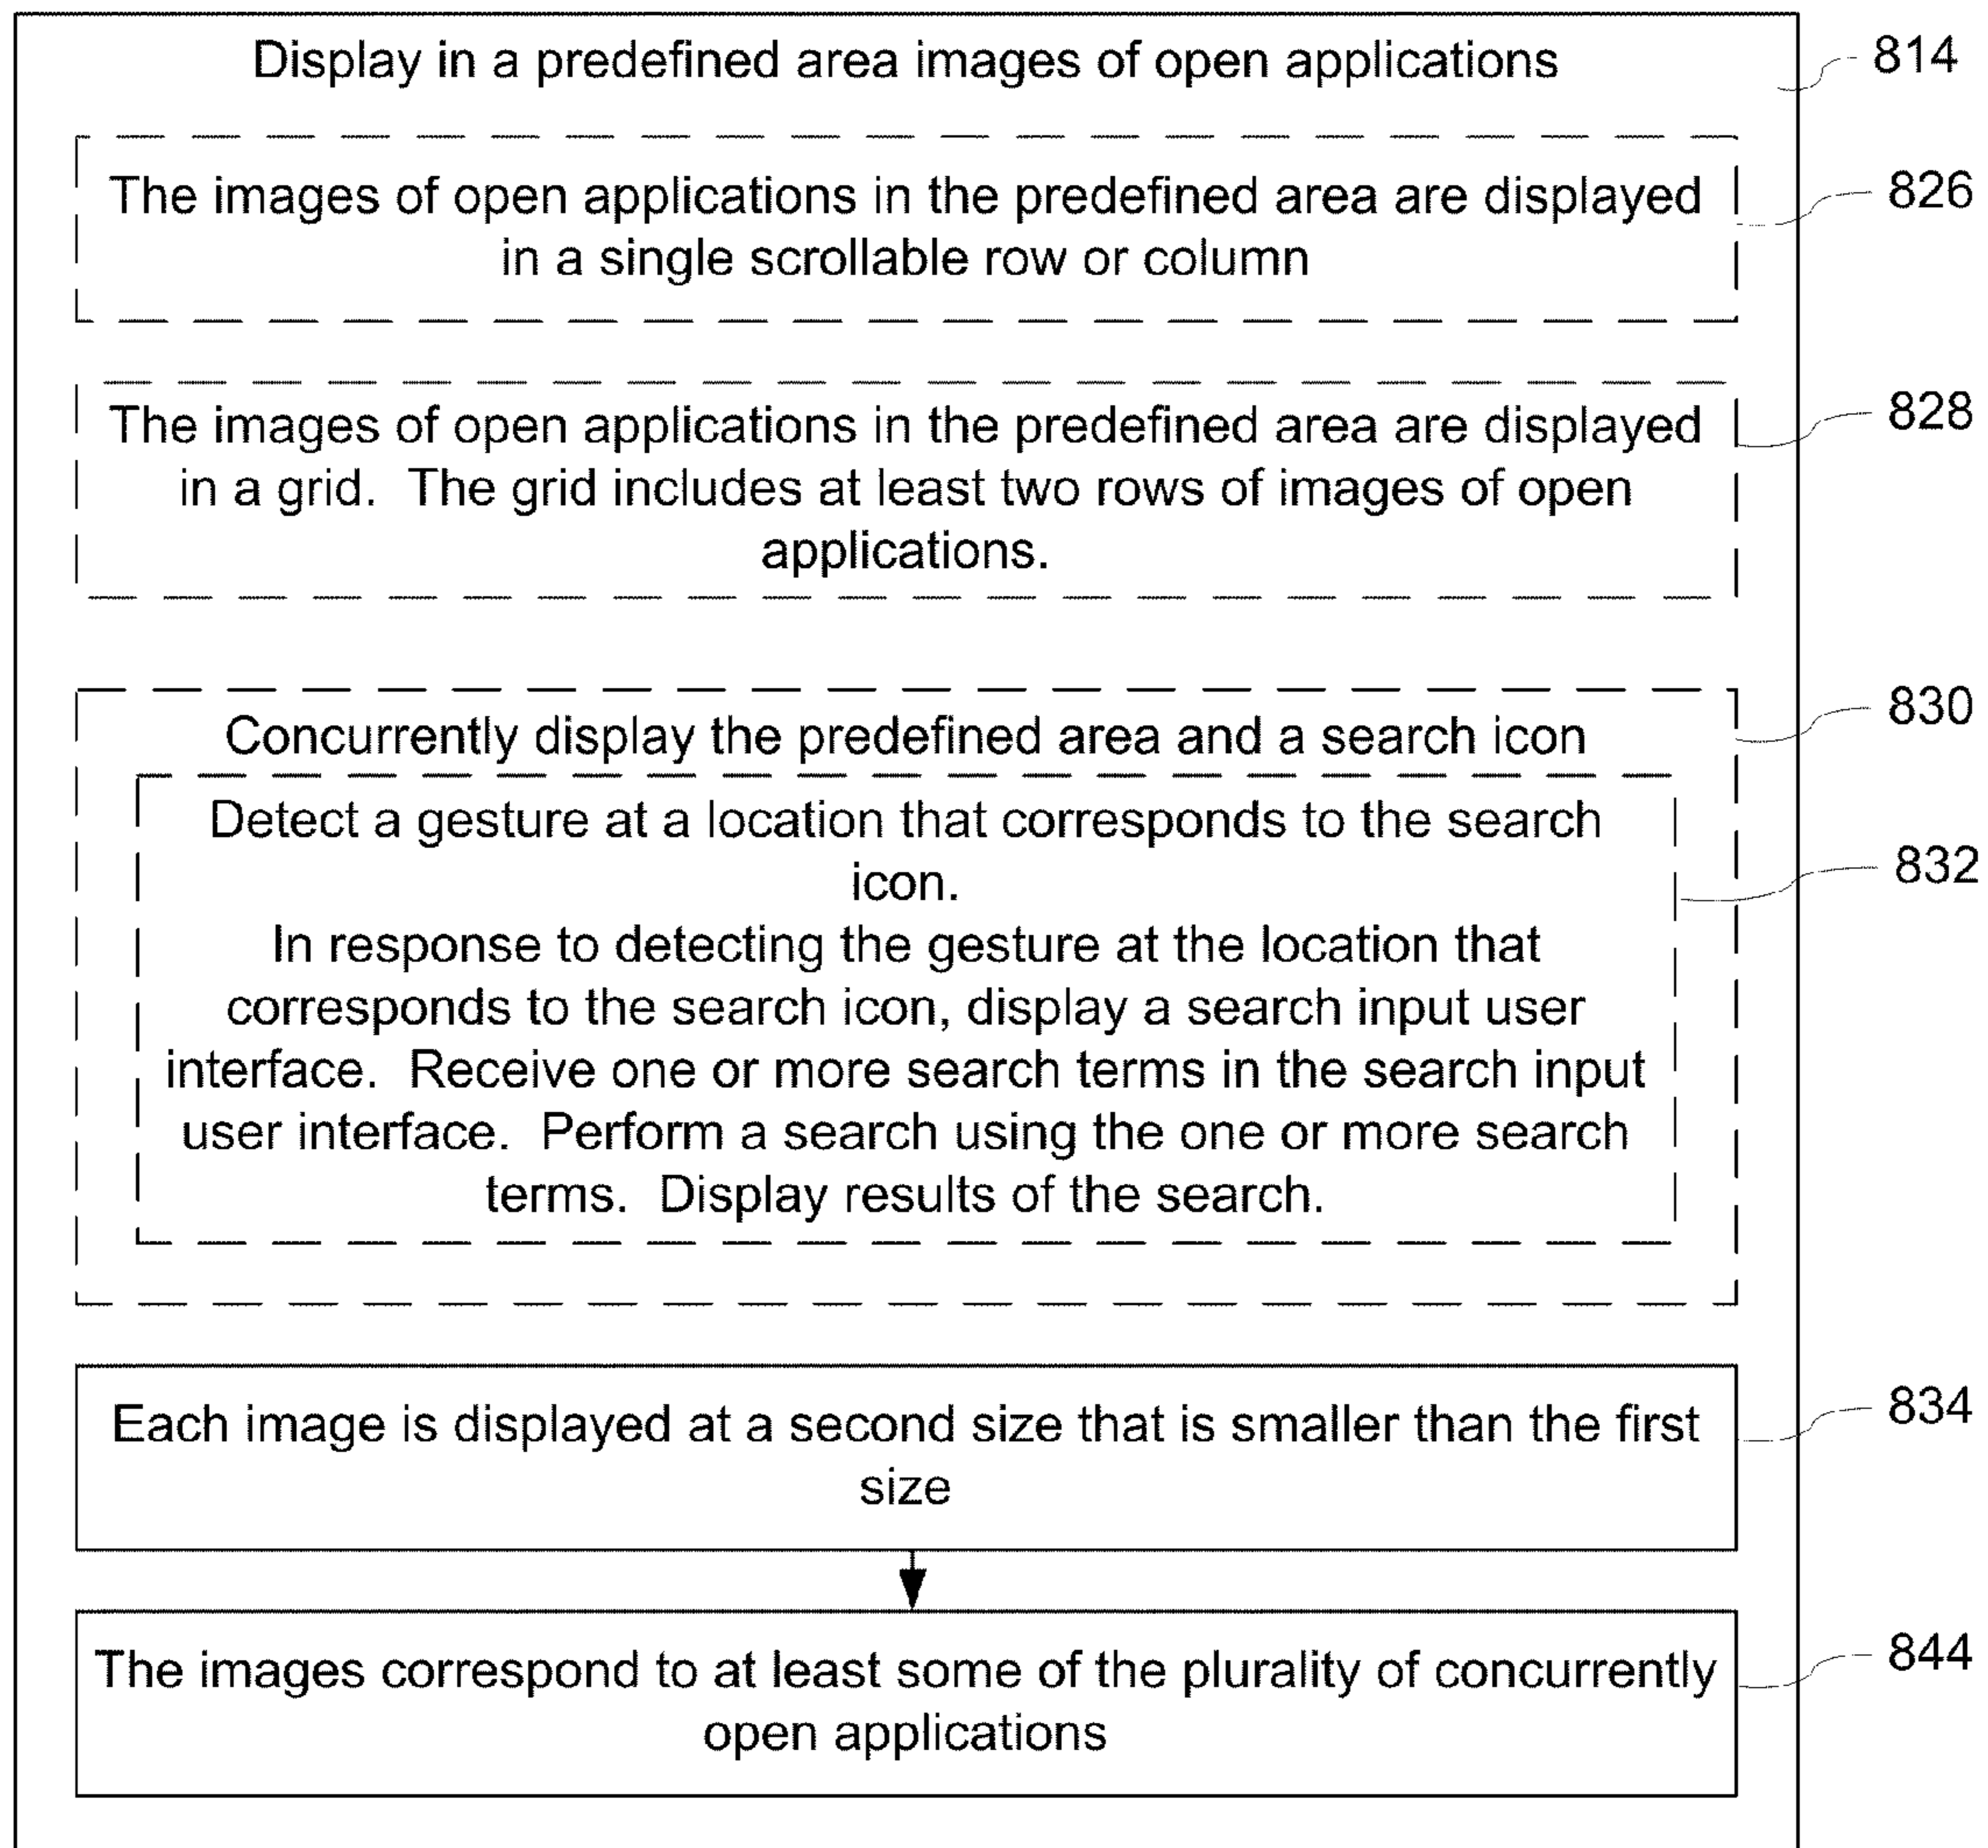 Display in a predefined area images of open applications
814
The images of open applications in the predefined area are displayed
in a single scrollable row or column
826
The images of open applications in the predefined area are displayed
in a grid.  The grid includes at least two rows of images of open
applications.
828
Concurrently display the predefined area and a search icon
830
Detect a gesture at a location that corresponds to the search
icon.
In response to detecting the gesture at the location that
corresponds to the search icon, display a search input user
interface.  Receive one or more search terms in the search input
user interface.  Perform a search using the one or more search
terms.  Display results of the search.
832
Each image is displayed at a second size that is smaller than the first
size
834
The images correspond to at least some of the plurality of concurrently
open applications
844